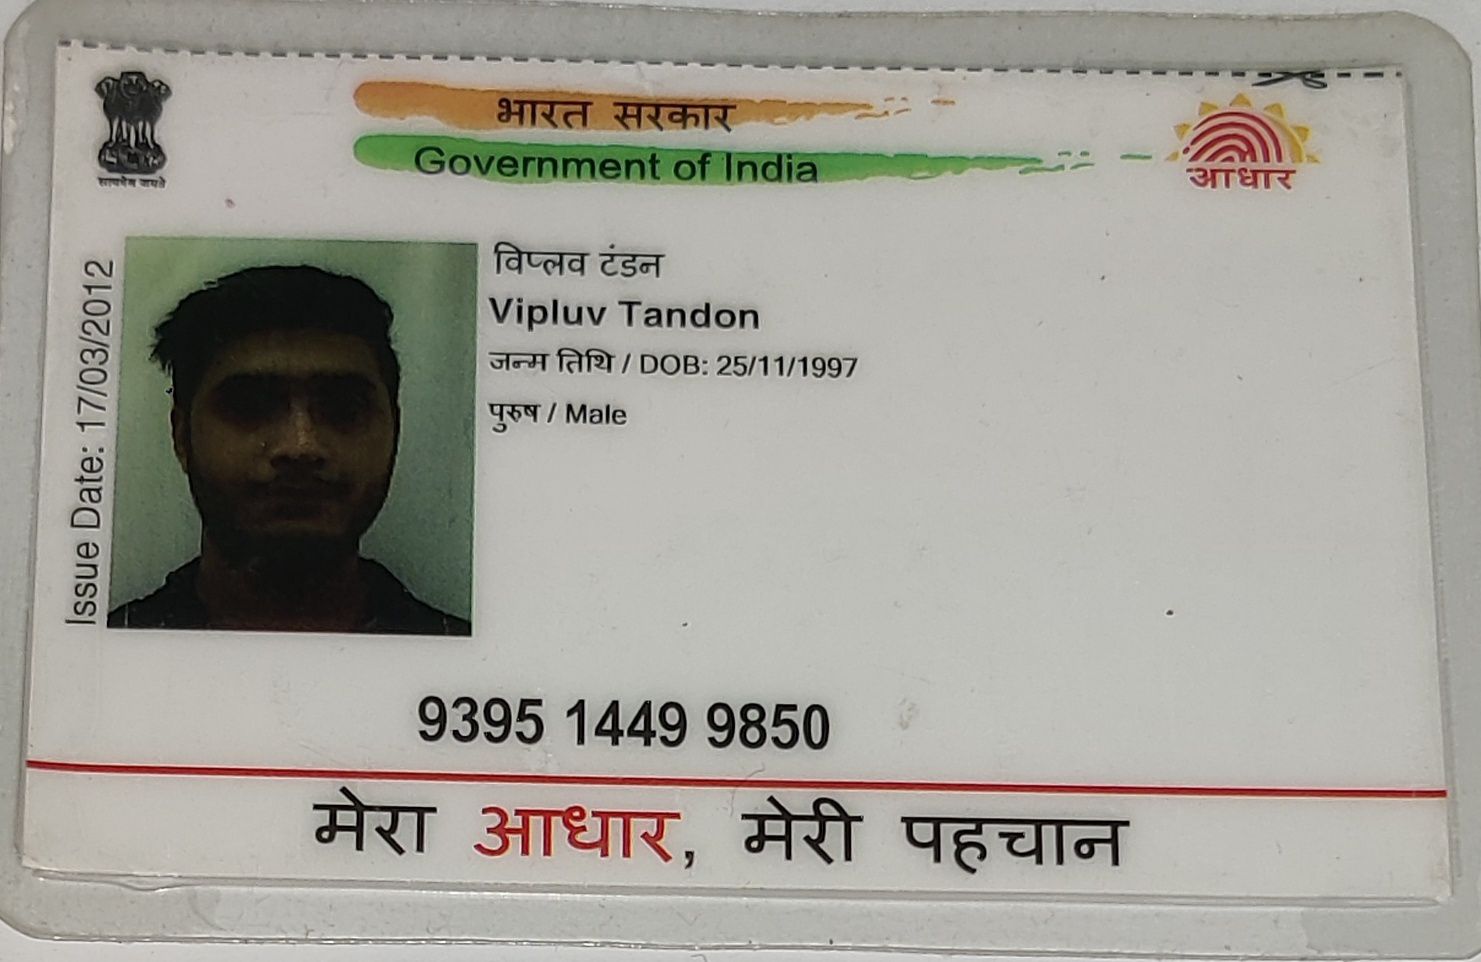 भारत सरकार
Government of India
सत्यमेव जयते
आधार
Issue Date: 17/03/2012
विप्लव टंडन
Vipluv Tandon
जन्म तिथि / DOB: 25/11/1997
पुरुष / Male
9395 1449 9850
मेरा आधार, मेरी पहचान